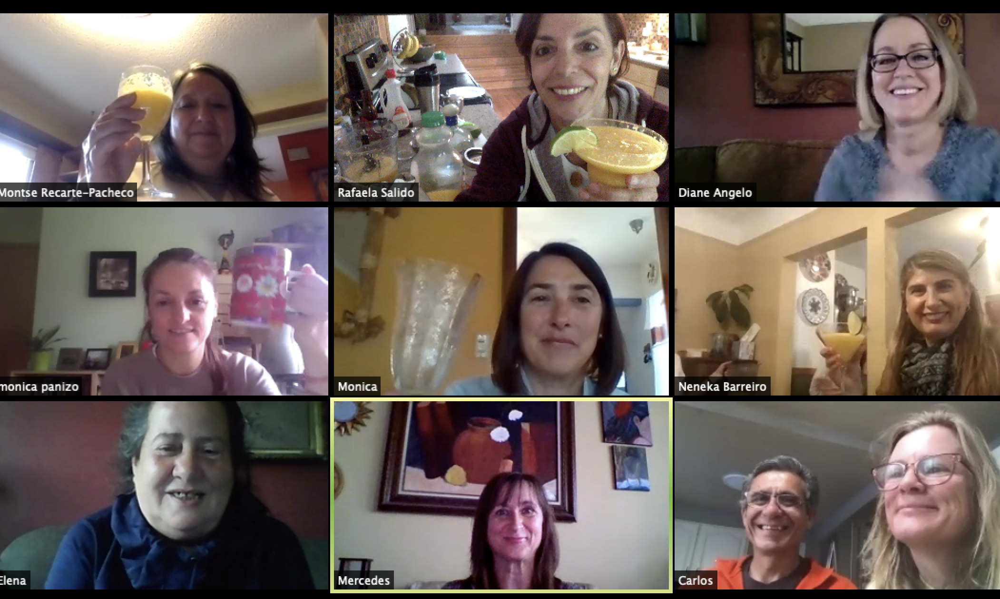 Montse Recarte-Pacheco
Rafaela Salido
Diane Angelo
monica panizo
Monica
Neneka Barreiro
Elena
Mercedes
Carlos